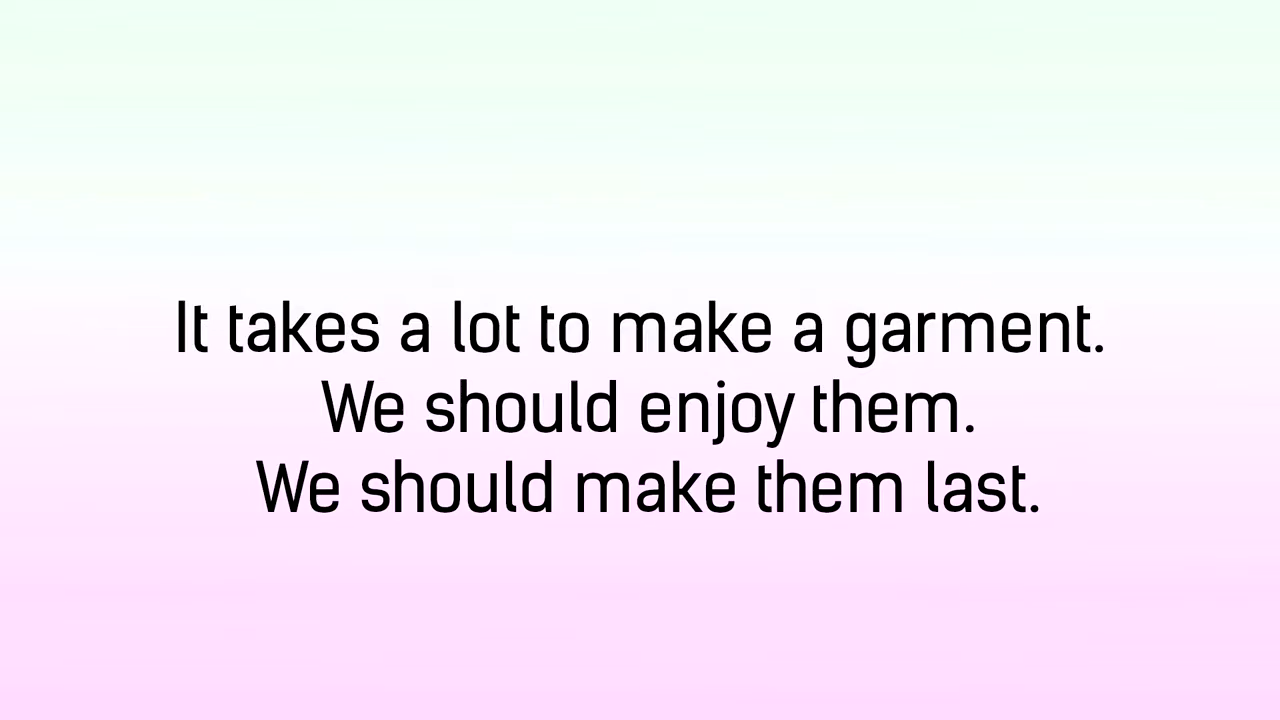 It takes a lot to make a garment.
We should enjoy them.
We should make them last.